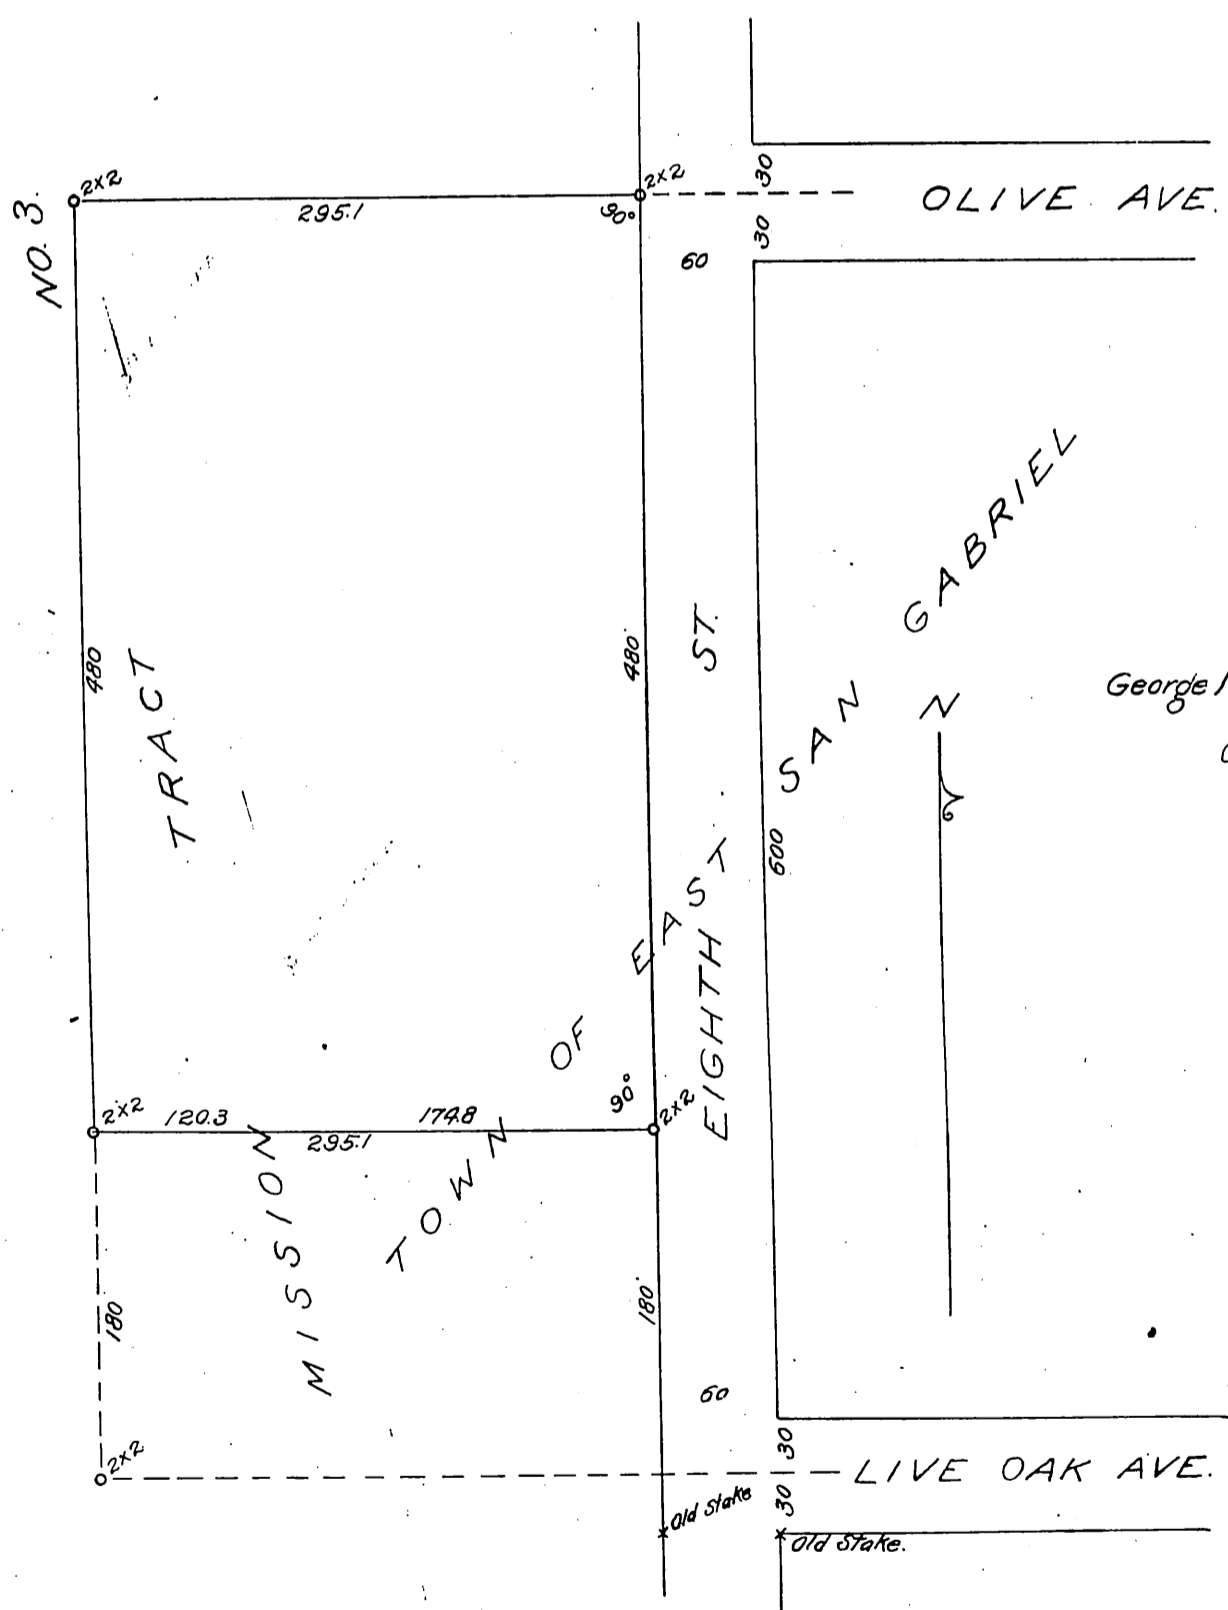 2x2
295.1
2x2
90°
30
OLIVE AVE.
30
60
NO. 3.
480
TRACT
480'
ST.
SAN GABRIEL
N
George
600
EAST
OF
EIGHTH
90°
2x2
2x2
120.3
174.8
295.1
TOWN
MISSION
180
180'
60
30
2x2
LIVE OAK AVE.
30
Old Stake
Old Stake.